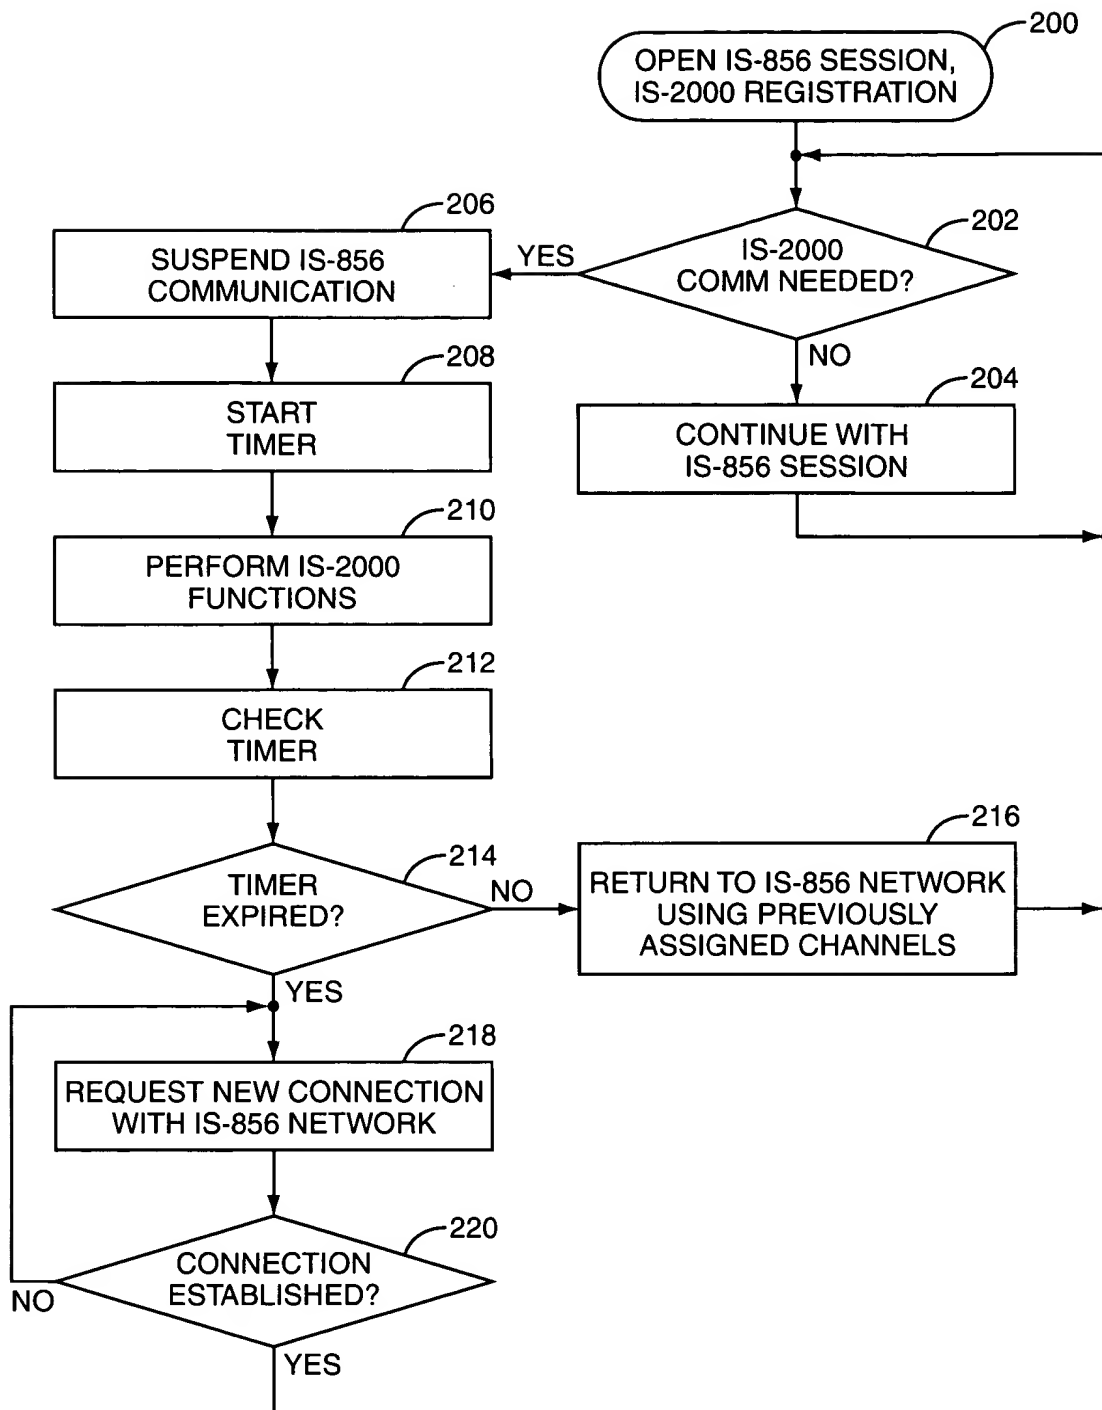 200
OPEN IS-856 SESSION,
IS-2000 REGISTRATION
202
IS-2000
COMM NEEDED?
YES
NO
204
CONTINUE WITH
IS-856 SESSION
206
SUSPEND IS-856
COMMUNICATION
208
START
TIMER
210
PERFORM IS-2000
FUNCTIONS
212
CHECK
TIMER
214
TIMER
EXPIRED?
NO
YES
216
RETURN TO IS-856 NETWORK
USING PREVIOUSLY
ASSIGNED CHANNELS
218
REQUEST NEW CONNECTION
WITH IS-856 NETWORK
220
CONNECTION
ESTABLISHED?
NO
YES